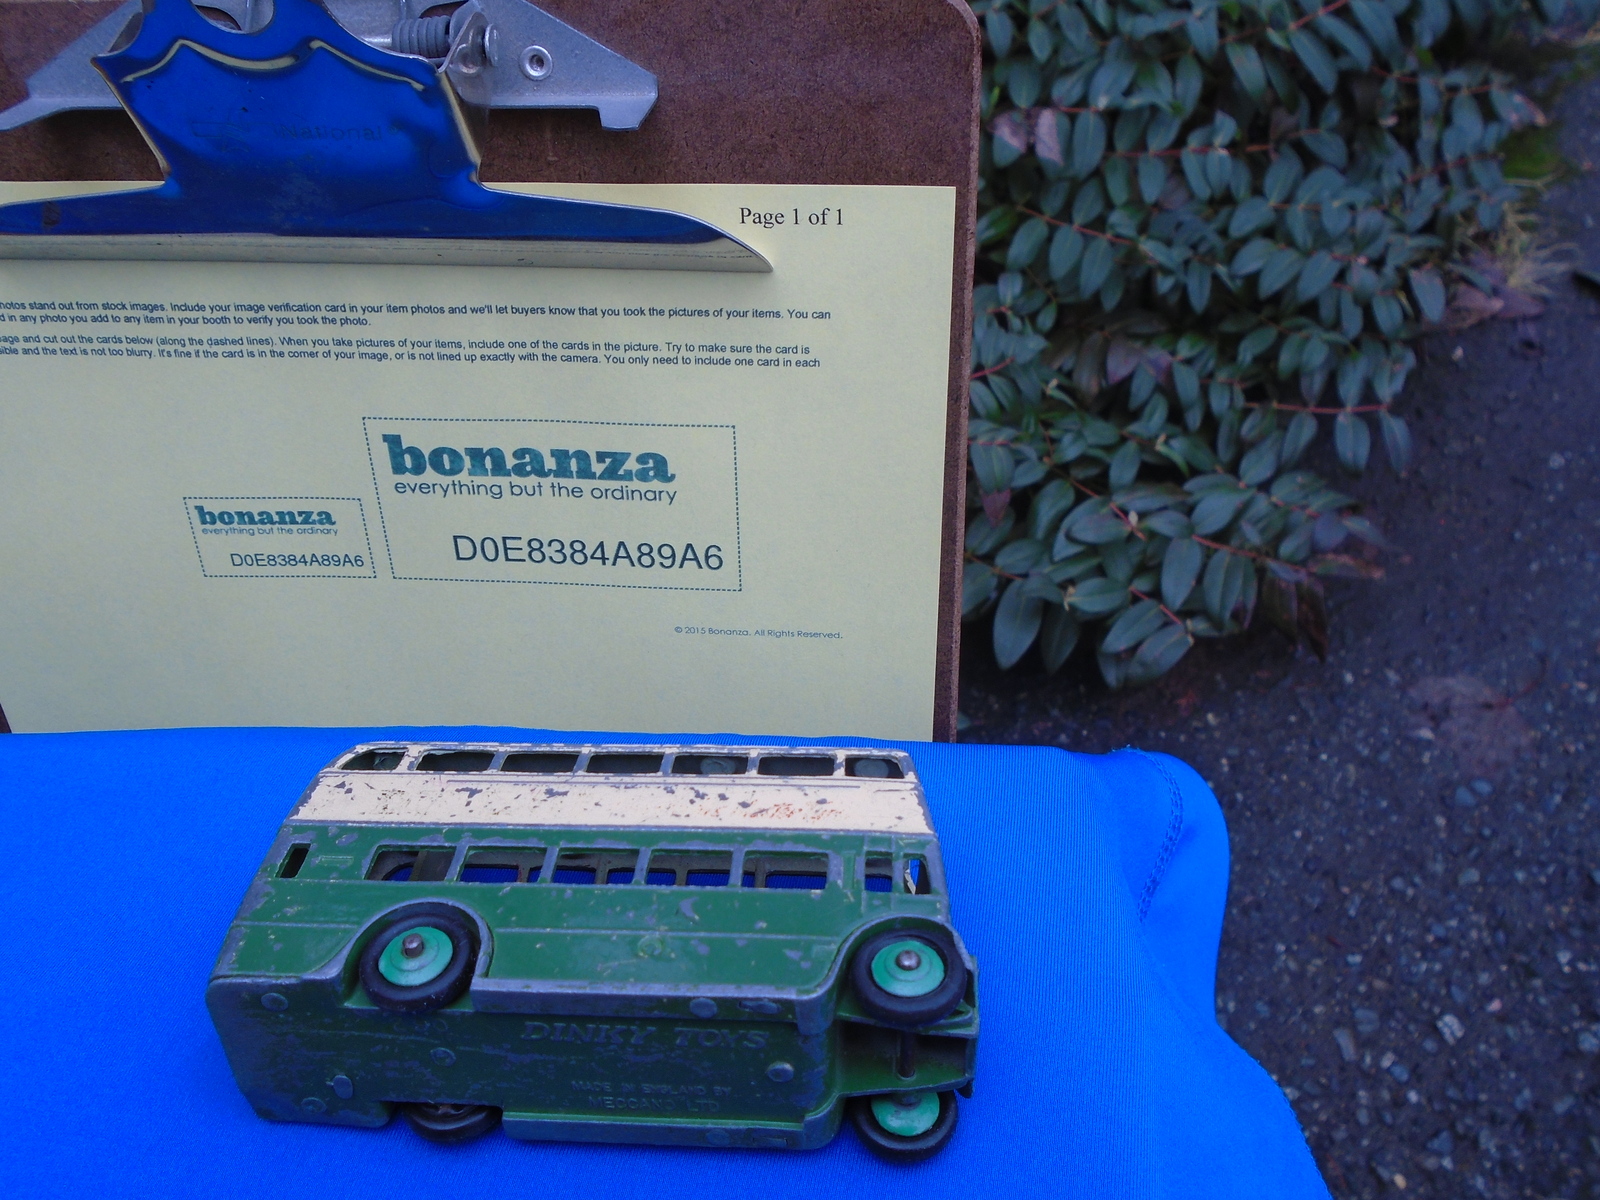 Page 1 of 1
hotos stand out from stock images. Include your image verification card in your item photos and we'll let buyers know that you took the pictures of your items. You can
d in any photo you add to any item in your booth to verify you took the photo.
page and cut out the cards below (along the dashed lines). When you take pictures of your items, include one of the cards in the picture. Try to make sure the card is
sible and the text is not too blurry. It's fine if the card is in the corner of your image, or is not lined up exactly with the camera. You only need to include one card in each
bonanza
everything but the ordinary
D0E8384A89A6
bonanza
everything but the ordinary
D0E8384A89A6
© 2015 Bonanza. All Rights Reserved.
DINKY TOYS
MADE IN ENGLAND BY
MECCANO LTD